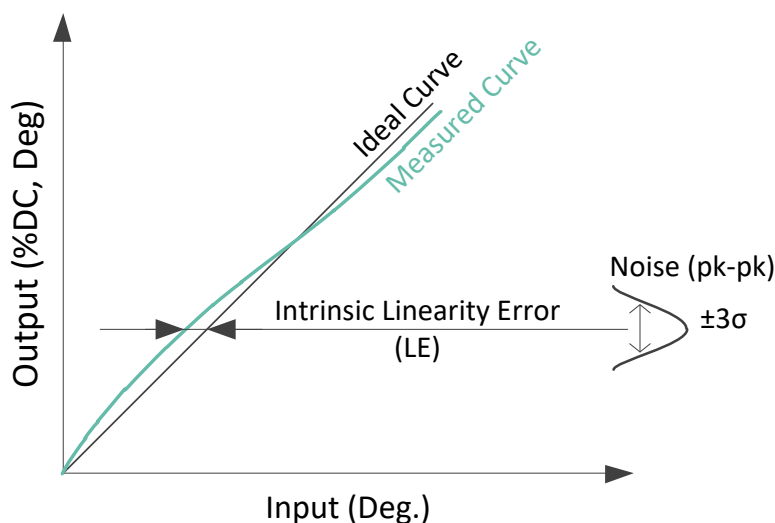 Output (%DC, Deg)
Ideal Curve
Measured Curve
Noise (pk-pk)
±3σ
Intrinsic Linearity Error
(LE)
Input (Deg.)